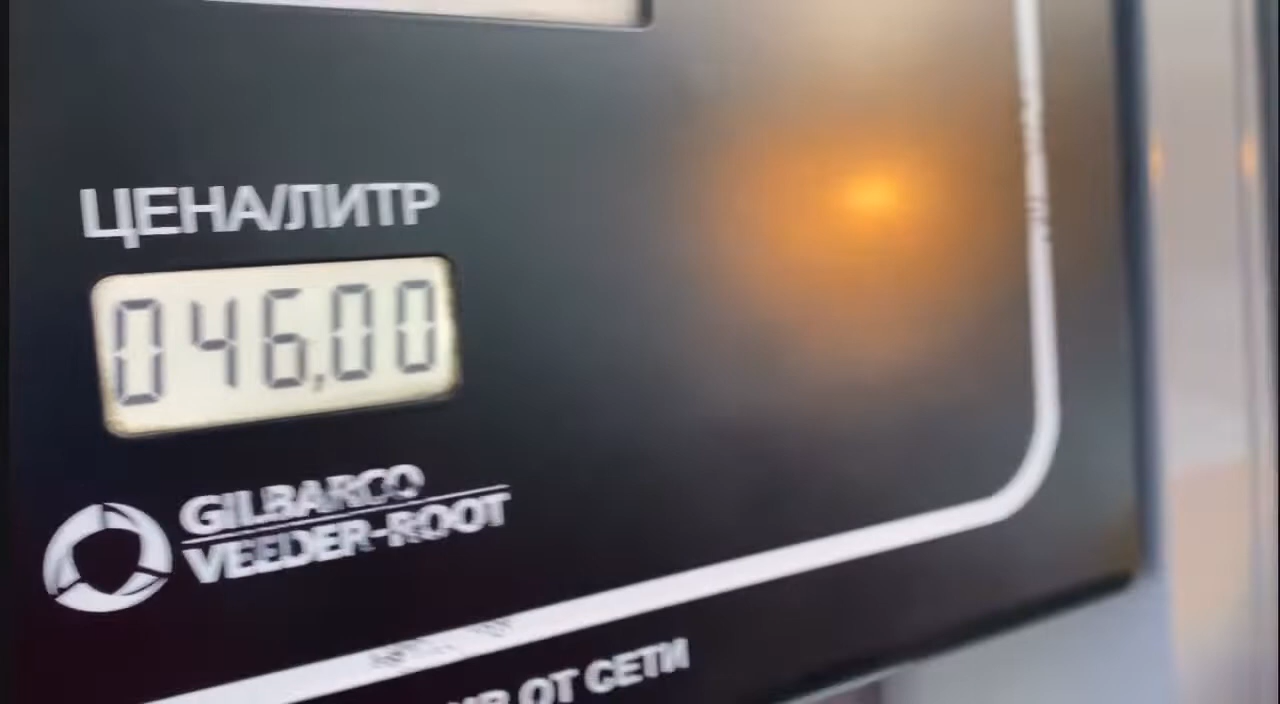 ЦЕНА/ЛИТР
046,00
GILBARCO
VEEDER-ROOT
ОТ СЕТИ